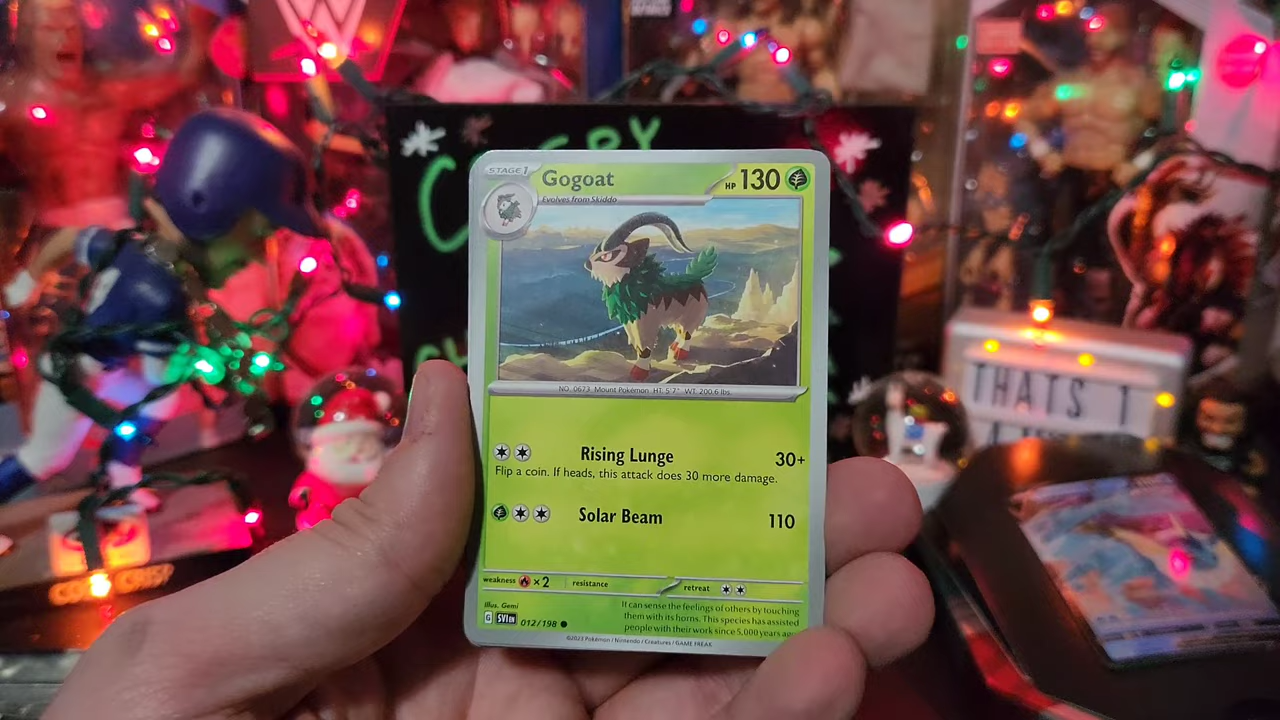 STAGE 1
Gogoat
HP 130
Evolves from Skiddo
NO. 0673 Mount Pokémon HT: 5'7" WT: 200.6 lbs.
Rising Lunge 30+
Flip a coin. If heads, this attack does 30 more damage.
Solar Beam 110
weakness ×2 resistance retreat
Illus. Gemi
G SVI EN 012/198
It can sense the feelings of others by touching
them with its horns. This species has assisted
people with their work since 5,000 years ago.
©2023 Pokémon / Nintendo / Creatures / GAME FREAK
THATS 1